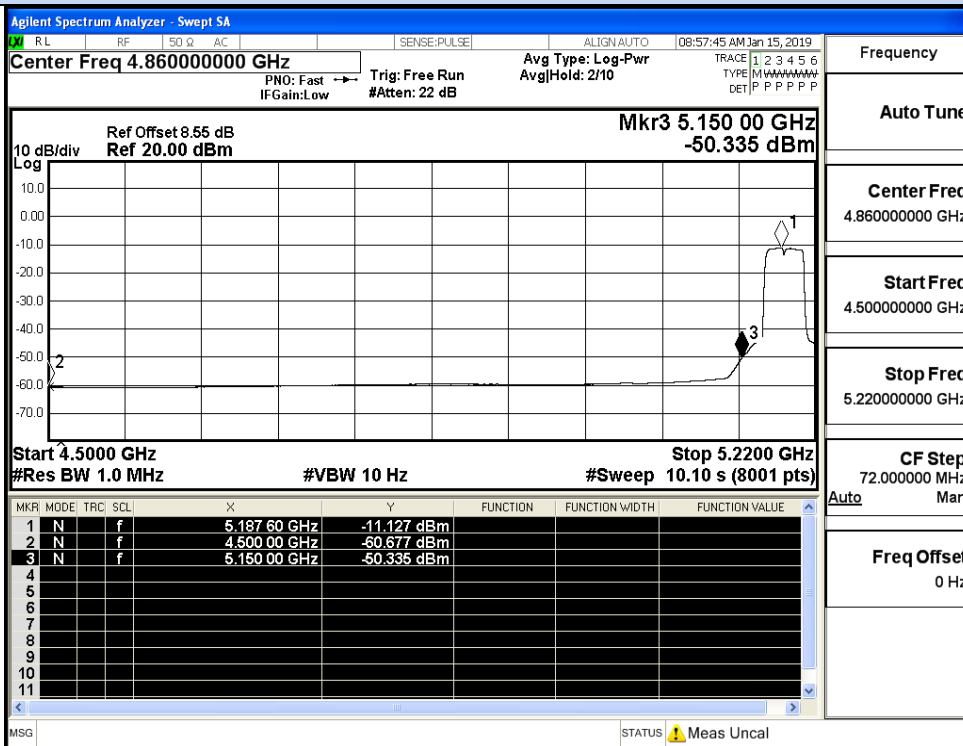 Agilent Spectrum Analyzer - Swept SA
LXI RL RF 50 Ω AC SENSE:PULSE ALIGN AUTO 08:57:45 AM Jan 15, 2019
Center Freq 4.860000000 GHz
PNO: Fast
IFGain:Low
Trig: Free Run
#Atten: 22 dB
Avg Type: Log-Pwr
Avg|Hold: 2/10
TRACE 1 2 3 4 5 6
TYPE M WWWWW
DET P P P P P P
Ref Offset 8.55 dB
10 dB/div Ref 20.00 dBm
Log
Mkr3 5.150 00 GHz
-50.335 dBm
10.0
0.00
-10.0
-20.0
-30.0
-40.0
-50.0
-60.0
-70.0
1
2
3
Start 4.5000 GHz Stop 5.2200 GHz
#Res BW 1.0 MHz #VBW 10 Hz #Sweep 10.10 s (8001 pts)
MKR MODE TRC SCL X Y FUNCTION FUNCTION WIDTH FUNCTION VALUE
1 N f 5.187 60 GHz -11.127 dBm
2 N f 4.500 00 GHz -60.677 dBm
3 N f 5.150 00 GHz -50.335 dBm
4
5
6
7
8
9
10
11
MSG STATUS Meas Uncal
Frequency
Auto Tune
Center Freq
4.860000000 GHz
Start Freq
4.500000000 GHz
Stop Freq
5.220000000 GHz
CF Step
72.000000 MHz
Auto Man
Freq Offset
0 Hz